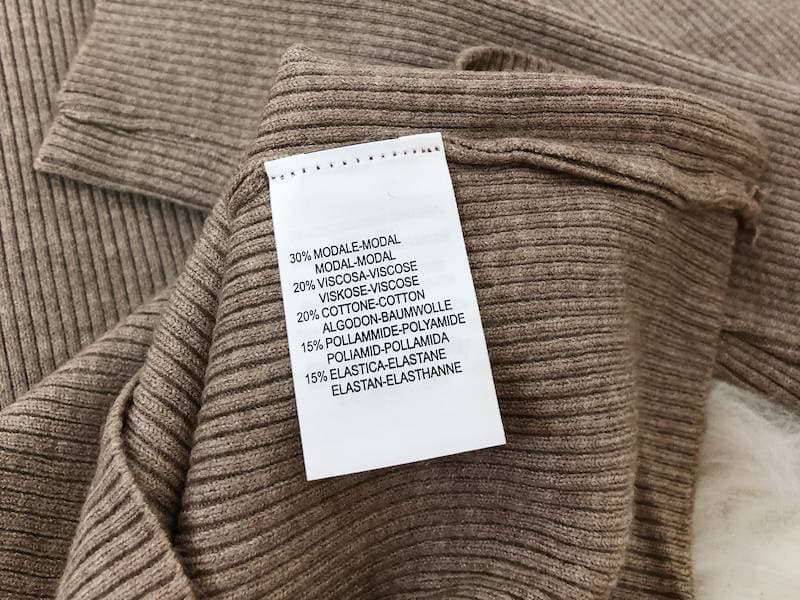 30% MODALE-MODAL
MODAL-MODAL
20% VISCOSA-VISCOSE
VISKOSE-VISCOSE
20% COTTONE-COTTON
ALGODON-BAUMWOLLE
15% POLLAMMIDE-POLYAMIDE
POLIAMID-POLLAMIDA
15% ELASTICA-ELASTANE
ELASTAN-ELASTHANNE